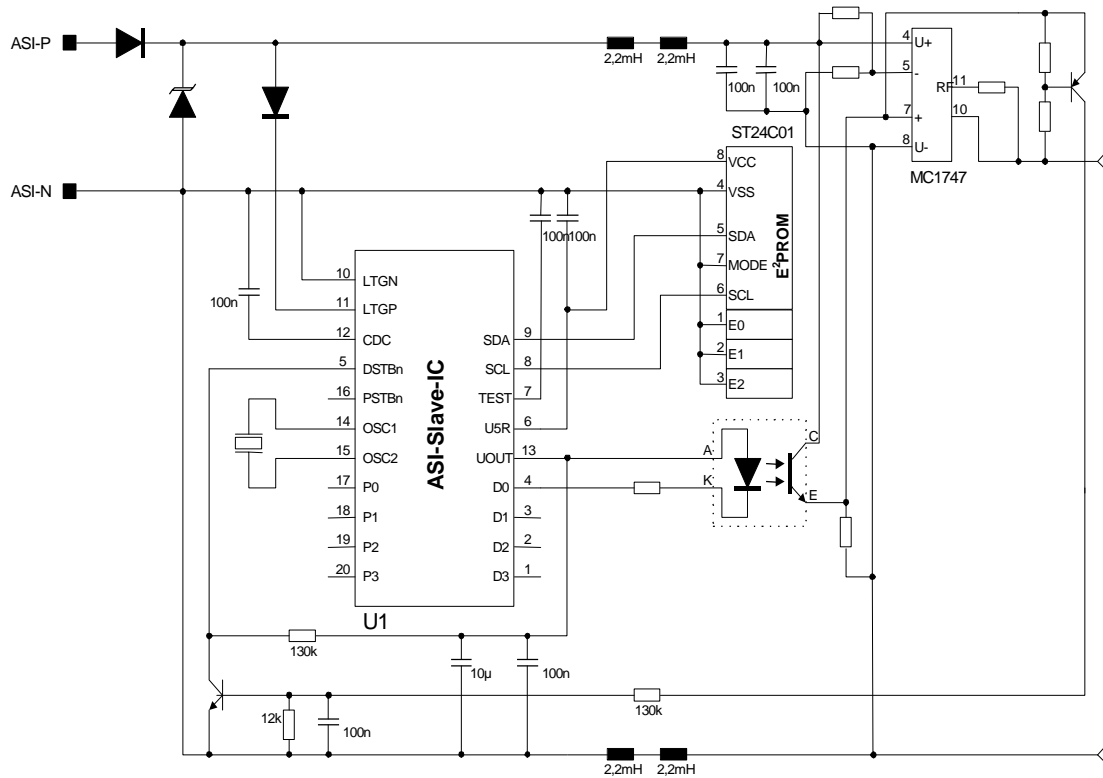 ASI-P
2,2mH
2,2mH
100n
100n
4
U+
5
-
RF
11
7
+
10
8
U-
MC1747
ST24C01
8
VCC
4
VSS
5
SDA
7
MODE
6
SCL
1
E0
2
E1
3
E2
E²PROM
ASI-N
100n
100n
100n
10
LTGN
11
LTGP
12
CDC
5
DSTBn
16
PSTBn
14
OSC1
15
OSC2
17
P0
18
P1
19
P2
20
P3
ASI-Slave-IC
SDA
9
SCL
8
TEST
7
U5R
6
UOUT
13
D0
4
D1
3
D2
2
D3
1
U1
A
K
C
E
130k
10µ
100n
12k
100n
130k
2,2mH
2,2mH